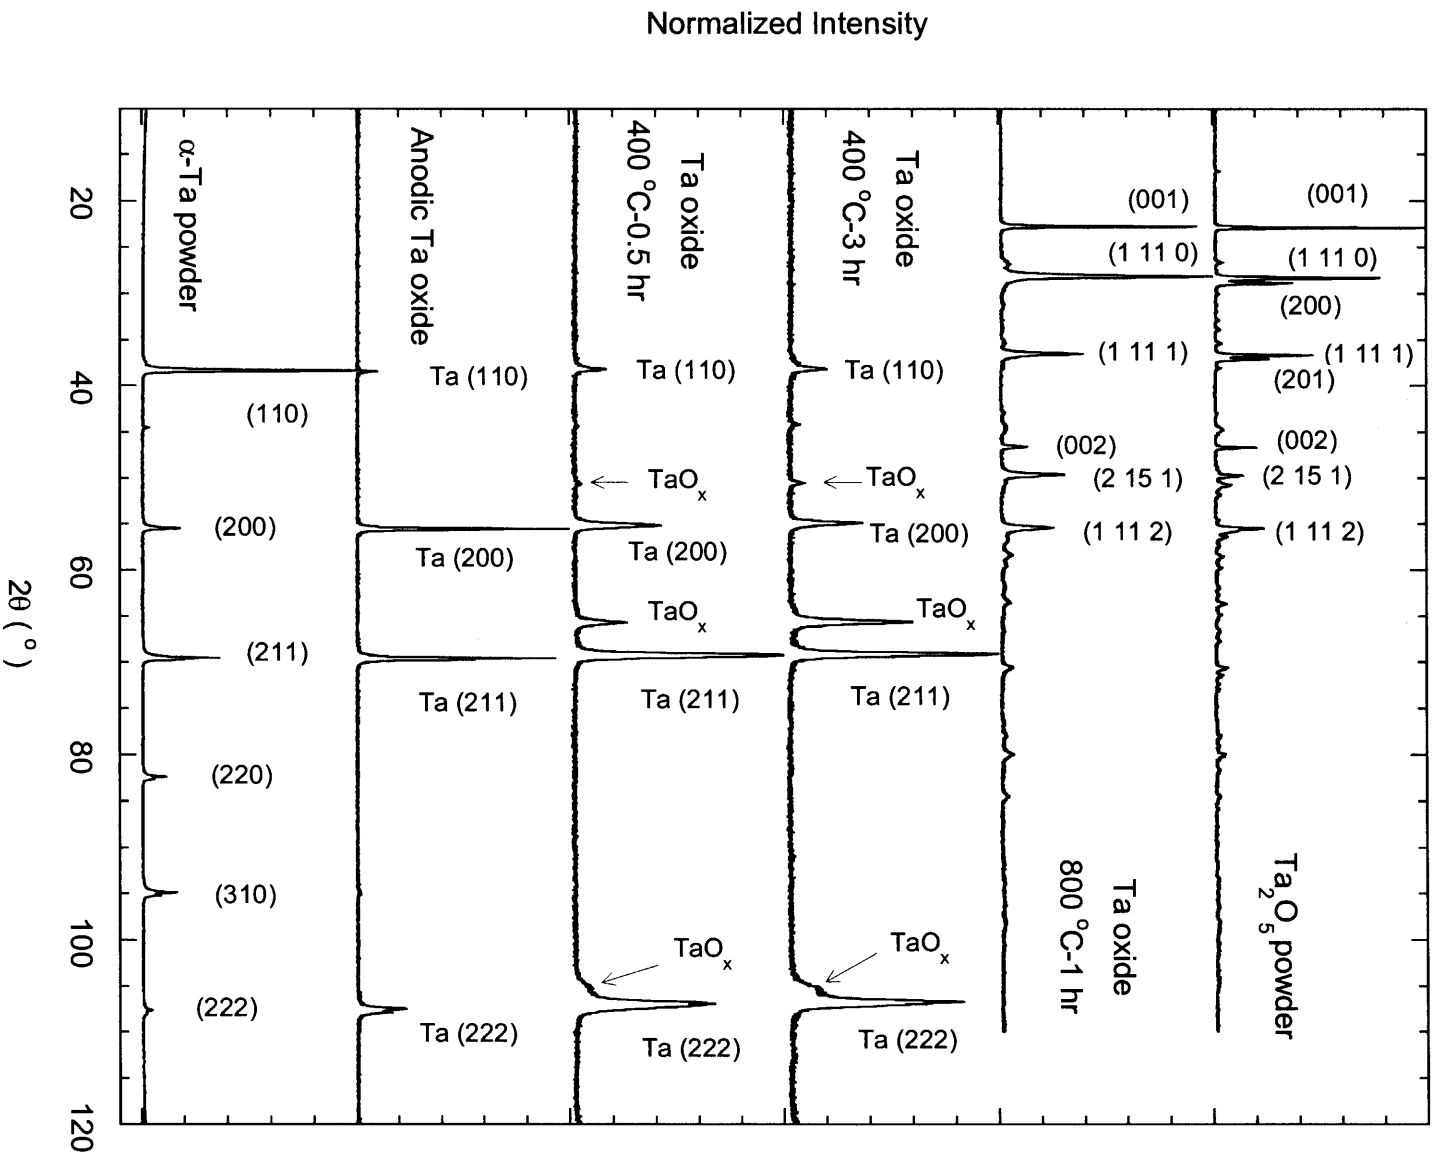 Normalized Intensity
Ta₂O₅ powder
(001)
(1 11 0)
(200)
(1 11 1)
(201)
(002)
(2 15 1)
(1 11 2)
Ta oxide
800 °C-1 hr
(001)
(1 11 0)
(1 11 1)
(002)
(2 15 1)
(1 11 2)
Ta oxide
400 °C-3 hr
Ta (110)
TaOₓ
Ta (200)
TaOₓ
Ta (211)
TaOₓ
Ta (222)
Ta oxide
400 °C-0.5 hr
Ta (110)
TaOₓ
Ta (200)
TaOₓ
Ta (211)
TaOₓ
Ta (222)
Anodic Ta oxide
Ta (110)
Ta (200)
Ta (211)
Ta (222)
α-Ta powder
(110)
(200)
(211)
(220)
(310)
(222)
20
40
60
80
100
120
2θ (°)